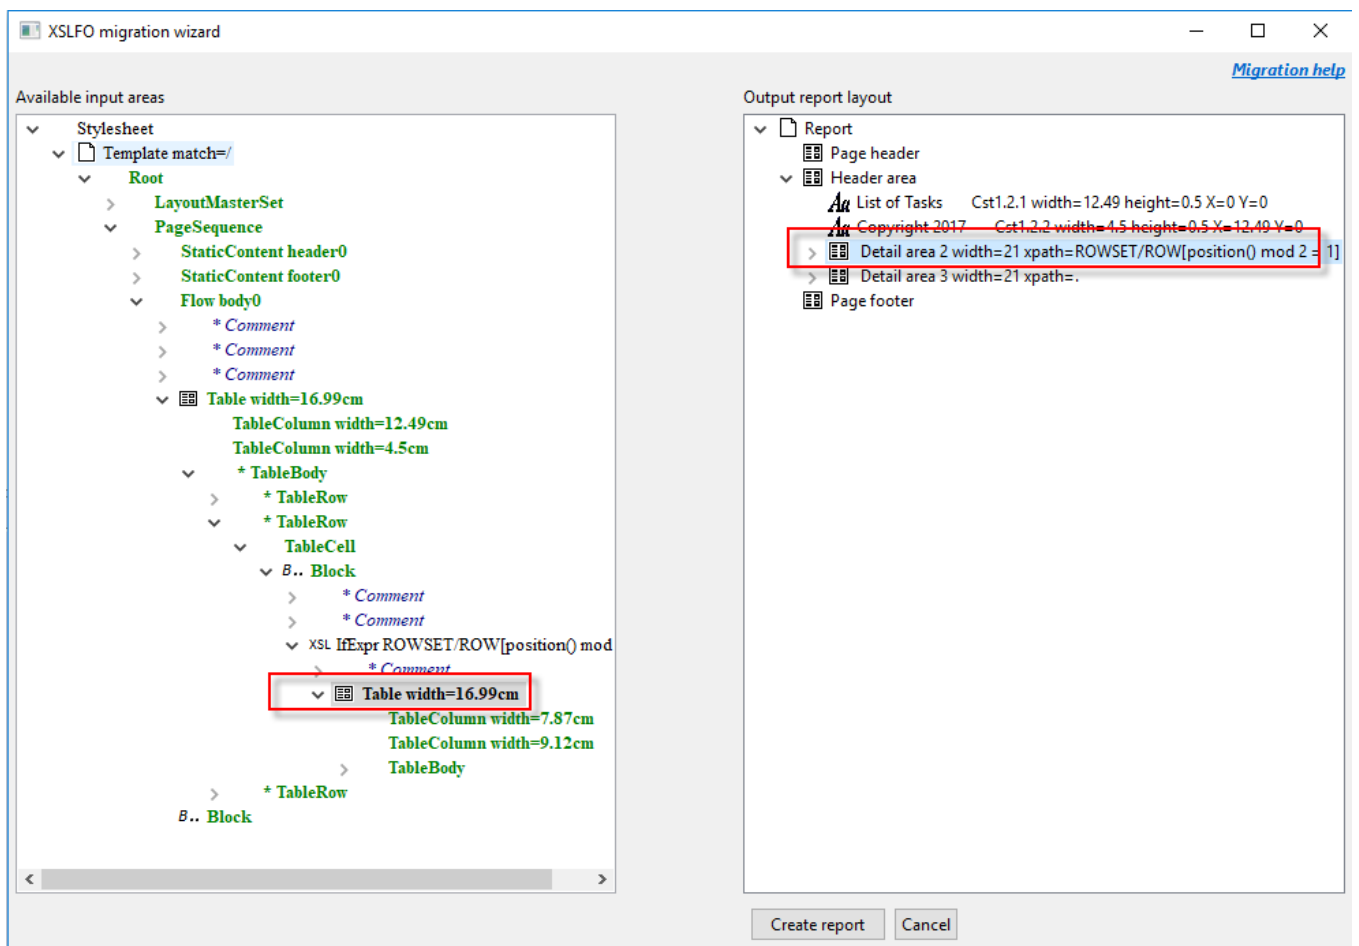 XSLFO migration wizard
Migration help
Available input areas
Stylesheet
Template match=/
Root
LayoutMasterSet
PageSequence
StaticContent header0
StaticContent footer0
Flow body0
* Comment
* Comment
* Comment
Table width=16.99cm
TableColumn width=12.49cm
TableColumn width=4.5cm
* TableBody
* TableRow
* TableRow
TableCell
B.. Block
* Comment
* Comment
XSL IfExpr ROWSET/ROW[position() mod
* Comment
Table width=16.99cm
TableColumn width=7.87cm
TableColumn width=9.12cm
TableBody
* TableRow
B.. Block
Output report layout
Report
Page header
Header area
Aa List of Tasks Cst1.2.1 width=12.49 height=0.5 X=0 Y=0
Aa Copyright 2017 Cst1.2.2 width=4.5 height=0.5 X=12.49 Y=0
Detail area 2 width=21 xpath=ROWSET/ROW[position() mod 2 = 1]
Detail area 3 width=21 xpath=.
Page footer
Create report
Cancel